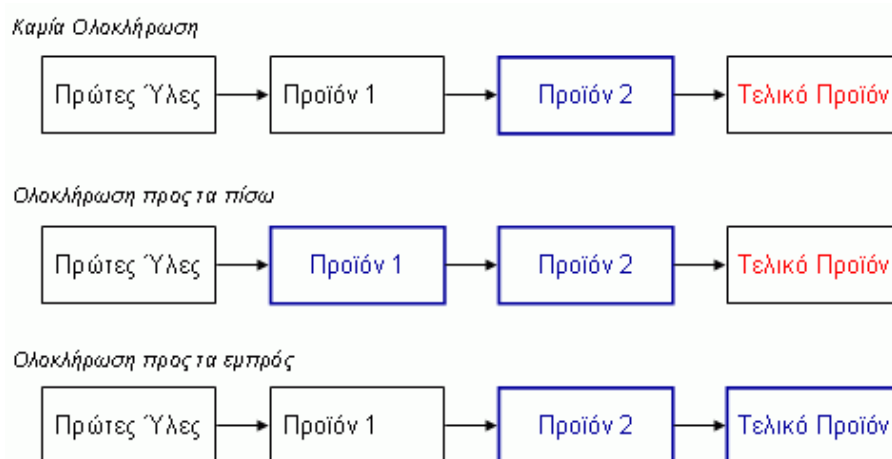 Καμία Ολοκλήρωση
Πρώτες Ύλες Προϊόν 1 Προϊόν 2 Τελικό Προϊόν
Ολοκλήρωση προς τα πίσω
Πρώτες Ύλες Προϊόν 1 Προϊόν 2 Τελικό Προϊόν
Ολοκλήρωση προς τα εμπρός
Πρώτες Ύλες Προϊόν 1 Προϊόν 2 Τελικό Προϊόν